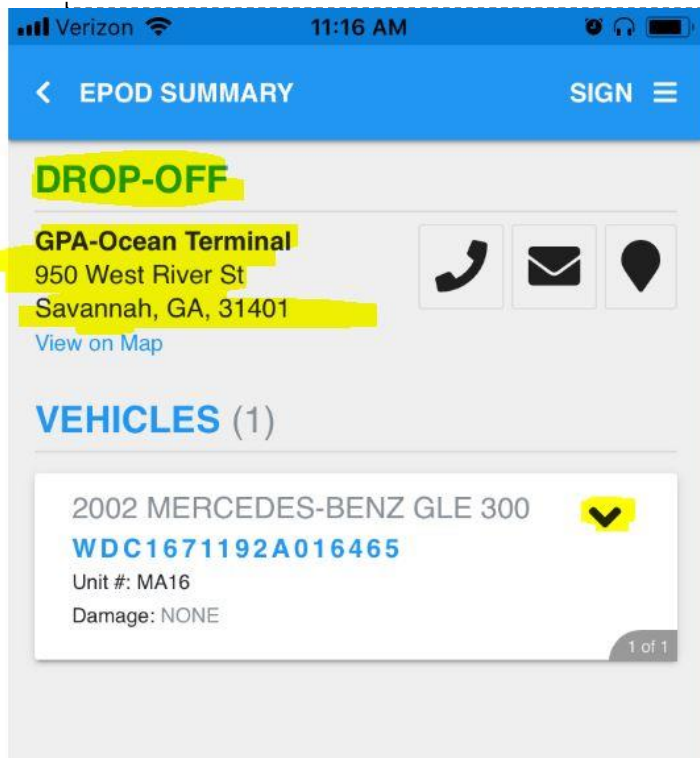 Verizon 11:16 AM
EPOD SUMMARY SIGN
DROP-OFF
GPA-Ocean Terminal
950 West River St
Savannah, GA, 31401
View on Map
VEHICLES (1)
2002 MERCEDES-BENZ GLE 300
WDC1671192A016465
Unit #: MA16
Damage: NONE
1 of 1